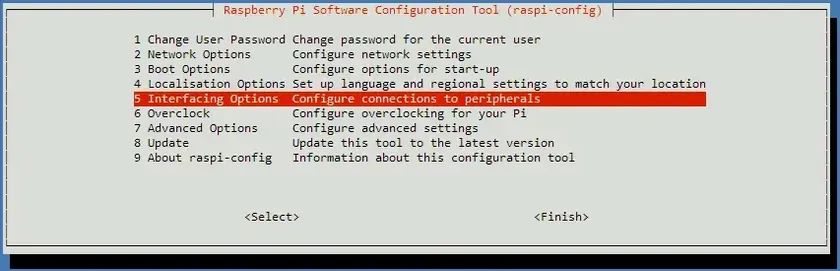 Raspberry Pi Software Configuration Tool (raspi-config)
1 Change User Password Change password for the current user
2 Network Options Configure network settings
3 Boot Options Configure options for start-up
4 Localisation Options Set up language and regional settings to match your location
5 Interfacing Options Configure connections to peripherals
6 Overclock Configure overclocking for your Pi
7 Advanced Options Configure advanced settings
8 Update Update this tool to the latest version
9 About raspi-config Information about this configuration tool
<Select> <Finish>